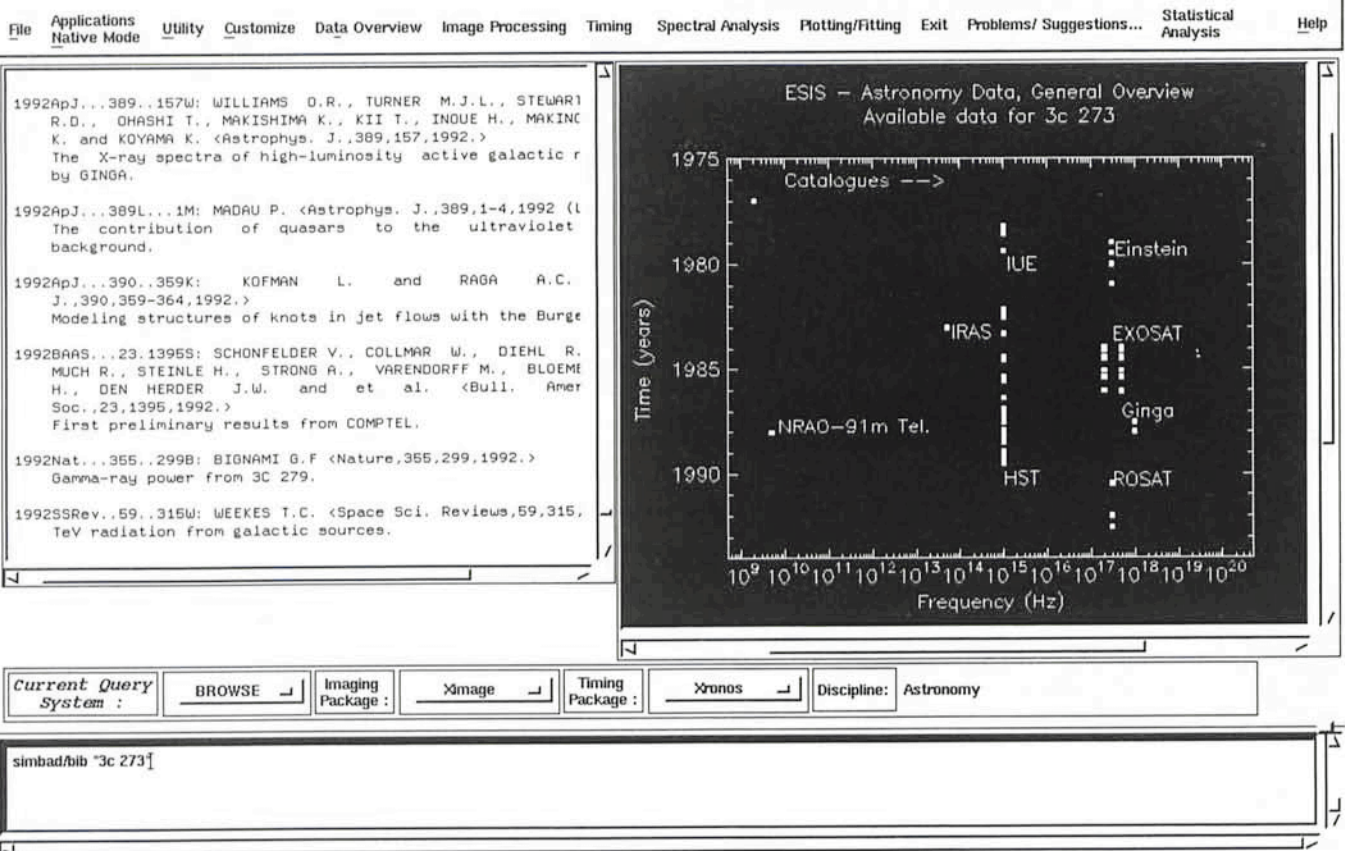 File Applications Native Mode Utility Customize Data Overview Image Processing Timing Spectral Analysis Plotting/Fitting Exit Problems/ Suggestions... Statistical Analysis Help
1992ApJ...389..157W: WILLIAMS O.R., TURNER M.J.L., STEWART
R.D., OHASHI T., MAKISHIMA K., KII T., INOUE H., MAKINO
K. and KOYAMA K. <Astrophys. J.,389,157,1992.>
The X-ray spectra of high-luminosity active galactic
by GINGA.
1992ApJ...389L...1M: MADAU P. <Astrophys. J.,389,1-4,1992 (L
The contribution of quasars to the ultraviolet
background.
1992ApJ...390..359K: KOFMAN L. and RAGA A.C.
J.,390,359-364,1992.>
Modeling structures of knots in jet flows with the Burge
1992BAAS...23.1395S: SCHONFELDER V., COLLMAR W., DIEHL R.
MUCH R., STEINLE H., STRONG A., VARENDORFF M., BLOEME
H., DEN HERDER J.W. and et al. <Bull. Amer
Soc.,23,1395,1992.>
First preliminary results from COMPTEL.
1992Nat...355..299B: BIGNAMI G.F <Nature,355,299,1992.>
Gamma-ray power from 3C 279.
1992SSRev..59..315W: WEEKES T.C. <Space Sci. Reviews,59,315,
TeV radiation from galactic sources.
ESIS – Astronomy Data, General Overview
Available data for 3c 273
Catalogues -->
1975
1980
1985
1990
Time (years)
IUE
Einstein
IRAS
EXOSAT
Ginga
NRAO–91m Tel.
HST
ROSAT
10⁹ 10¹⁰ 10¹¹ 10¹² 10¹³ 10¹⁴ 10¹⁵ 10¹⁶ 10¹⁷ 10¹⁸ 10¹⁹ 10²⁰
Frequency (Hz)
Current Query System : BROWSE Imaging Package : Ximage Timing Package : Xronos Discipline: Astronomy
simbad/bib "3c 273"